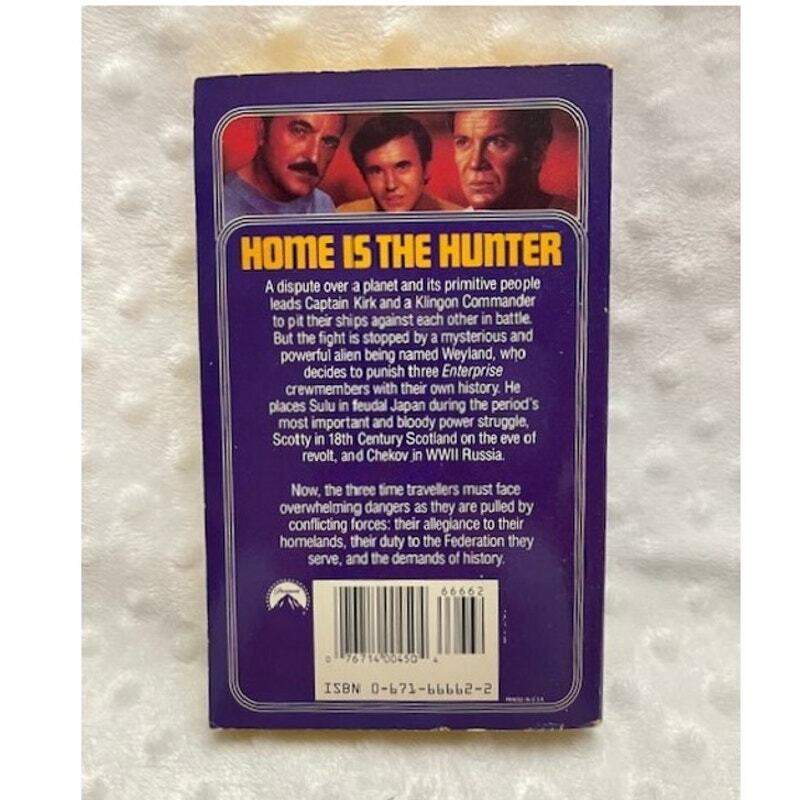 HOME IS THE HUNTER
A dispute over a planet and its primitive people
leads Captain Kirk and a Klingon Commander
to pit their ships against each other in battle.
But the fight is stopped by a mysterious and
powerful alien being named Weyland, who
decides to punish three Enterprise
crewmembers with their own history. He
places Sulu in feudal Japan during the period's
most important and bloody power struggle,
Scotty in 18th Century Scotland on the eve of
revolt, and Chekov in WWII Russia.
Now, the three time travellers must face
overwhelming dangers as they are pulled by
conflicting forces: their allegiance to their
homelands, their duty to the Federation they
serve, and the demands of history.
Paramount
66662
0 76714 00450 4
ISBN 0-671-66662-2
PRINTED IN U.S.A.